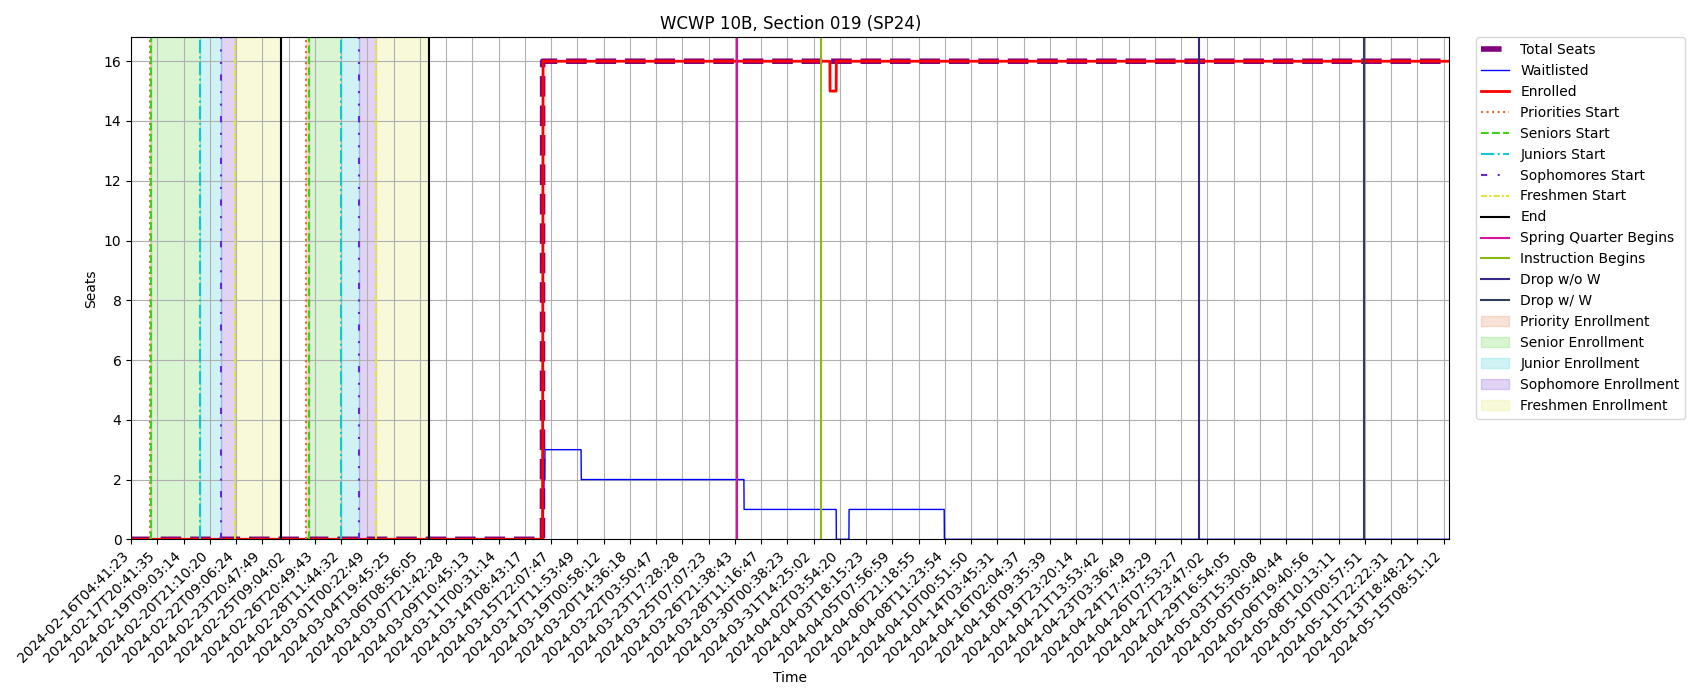 WCWP 10B, Section 019 (SP24)
Seats
16
14
12
10
8
6
4
2
0
2024-02-16T04:41:23
2024-02-17T20:41:35
2024-02-19T09:03:14
2024-02-20T21:10:20
2024-02-22T09:06:24
2024-02-23T20:47:49
2024-02-25T09:04:02
2024-02-26T20:49:43
2024-02-28T11:44:32
2024-03-01T00:22:49
2024-03-04T19:45:25
2024-03-06T08:56:05
2024-03-07T21:42:28
2024-03-09T10:45:13
2024-03-11T00:31:14
2024-03-14T08:43:17
2024-03-15T22:07:47
2024-03-17T11:53:49
2024-03-19T00:58:12
2024-03-20T14:36:18
2024-03-22T03:50:47
2024-03-23T17:28:28
2024-03-25T07:07:23
2024-03-26T21:38:43
2024-03-28T11:16:47
2024-03-30T00:38:23
2024-03-31T14:25:02
2024-04-02T03:54:20
2024-04-03T18:15:23
2024-04-05T07:56:59
2024-04-06T21:18:55
2024-04-08T11:23:54
2024-04-10T00:51:50
2024-04-14T03:45:31
2024-04-16T02:04:37
2024-04-18T09:35:39
2024-04-19T23:20:14
2024-04-21T13:53:42
2024-04-23T03:36:49
2024-04-24T17:43:29
2024-04-26T07:53:27
2024-04-27T23:47:02
2024-04-29T16:54:05
2024-05-03T15:30:08
2024-05-05T05:40:44
2024-05-06T19:40:56
2024-05-08T10:13:11
2024-05-10T00:57:51
2024-05-11T22:22:31
2024-05-13T18:48:21
2024-05-15T08:51:12
Time
Total Seats
Waitlisted
Enrolled
Priorities Start
Seniors Start
Juniors Start
Sophomores Start
Freshmen Start
End
Spring Quarter Begins
Instruction Begins
Drop w/o W
Drop w/ W
Priority Enrollment
Senior Enrollment
Junior Enrollment
Sophomore Enrollment
Freshmen Enrollment